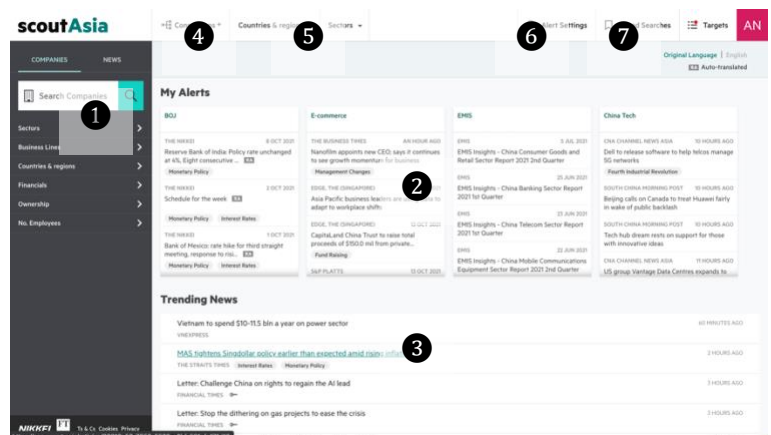 scoutAsia
Countries & regions
Sectors
Alert Settings
Searches
Targets
AN
4
5
6
7
COMPANIES
NEWS
Original Language | English
Auto-translated
Search Companies
1
Sectors
Business Lines
Countries & regions
Financials
Ownership
No. Employees
My Alerts
BOJ
THE NIKKEI 8 OCT 2021
Reserve Bank of India: Policy rate unchanged
at 4%, Eight consecutive ...
Monetary Policy
THE NIKKEI 2 OCT 2021
Schedule for the week
Monetary Policy Interest Rates
THE NIKKEI 1 OCT 2021
Bank of Mexico: rate hike for third straight
meeting, response to risi...
Monetary Policy Interest Rates
E-commerce
THE BUSINESS TIMES AN HOUR AGO
Nanofilm appoints new CEO; says it continues
to see growth momentum for business
Management Changes
EDGE, THE (SINGAPORE)
Asia Pacific business leaders
adapt to workplace shifts
2
EDGE, THE (SINGAPORE) 12 OCT 2021
CapitaLand China Trust to raise total
proceeds of $150.0 mil from private...
Fund Raising
S&P PLATTS 12 OCT 2021
EMIS
EMIS 5 JUL 2021
EMIS Insights - China Consumer Goods and
Retail Sector Report 2021 2nd Quarter
EMIS 25 JUN 2021
EMIS Insights - China Banking Sector Report
2021 1st Quarter
EMIS 23 JUN 2021
EMIS Insights - China Telecom Sector Report
2021 2nd Quarter
EMIS 22 JUN 2021
EMIS Insights - China Mobile Communications
Equipment Sector Report 2021 2nd Quarter
China Tech
CNA CHANNEL NEWS ASIA 10 HOURS AGO
Dell to release software to help telcos manage
5G networks
Fourth Industrial Revolution
SOUTH CHINA MORNING POST 10 HOURS AGO
Beijing calls on Canada to treat Huawei fairly
in wake of public backlash
SOUTH CHINA MORNING POST 10 HOURS AGO
Tech hub dream rests on support for those
with innovative ideas
CNA CHANNEL NEWS ASIA 11 HOURS AGO
US group Vantage Data Centres expands to
Trending News
Vietnam to spend $10-11.5 bln a year on power sector 60 MINUTES AGO
VNEXPRESS
MAS tightens Singdollar policy earlier than expected amid rising 2 HOURS AGO
3
THE STRAITS TIMES Interest Rates Monetary Policy
Letter: Challenge China on rights to regain the AI lead 3 HOURS AGO
FINANCIAL TIMES
Letter: Stop the dithering on gas projects to ease the crisis 3 HOURS AGO
FINANCIAL TIMES
NIKKEI FT Ts & Cs Cookies Privacy